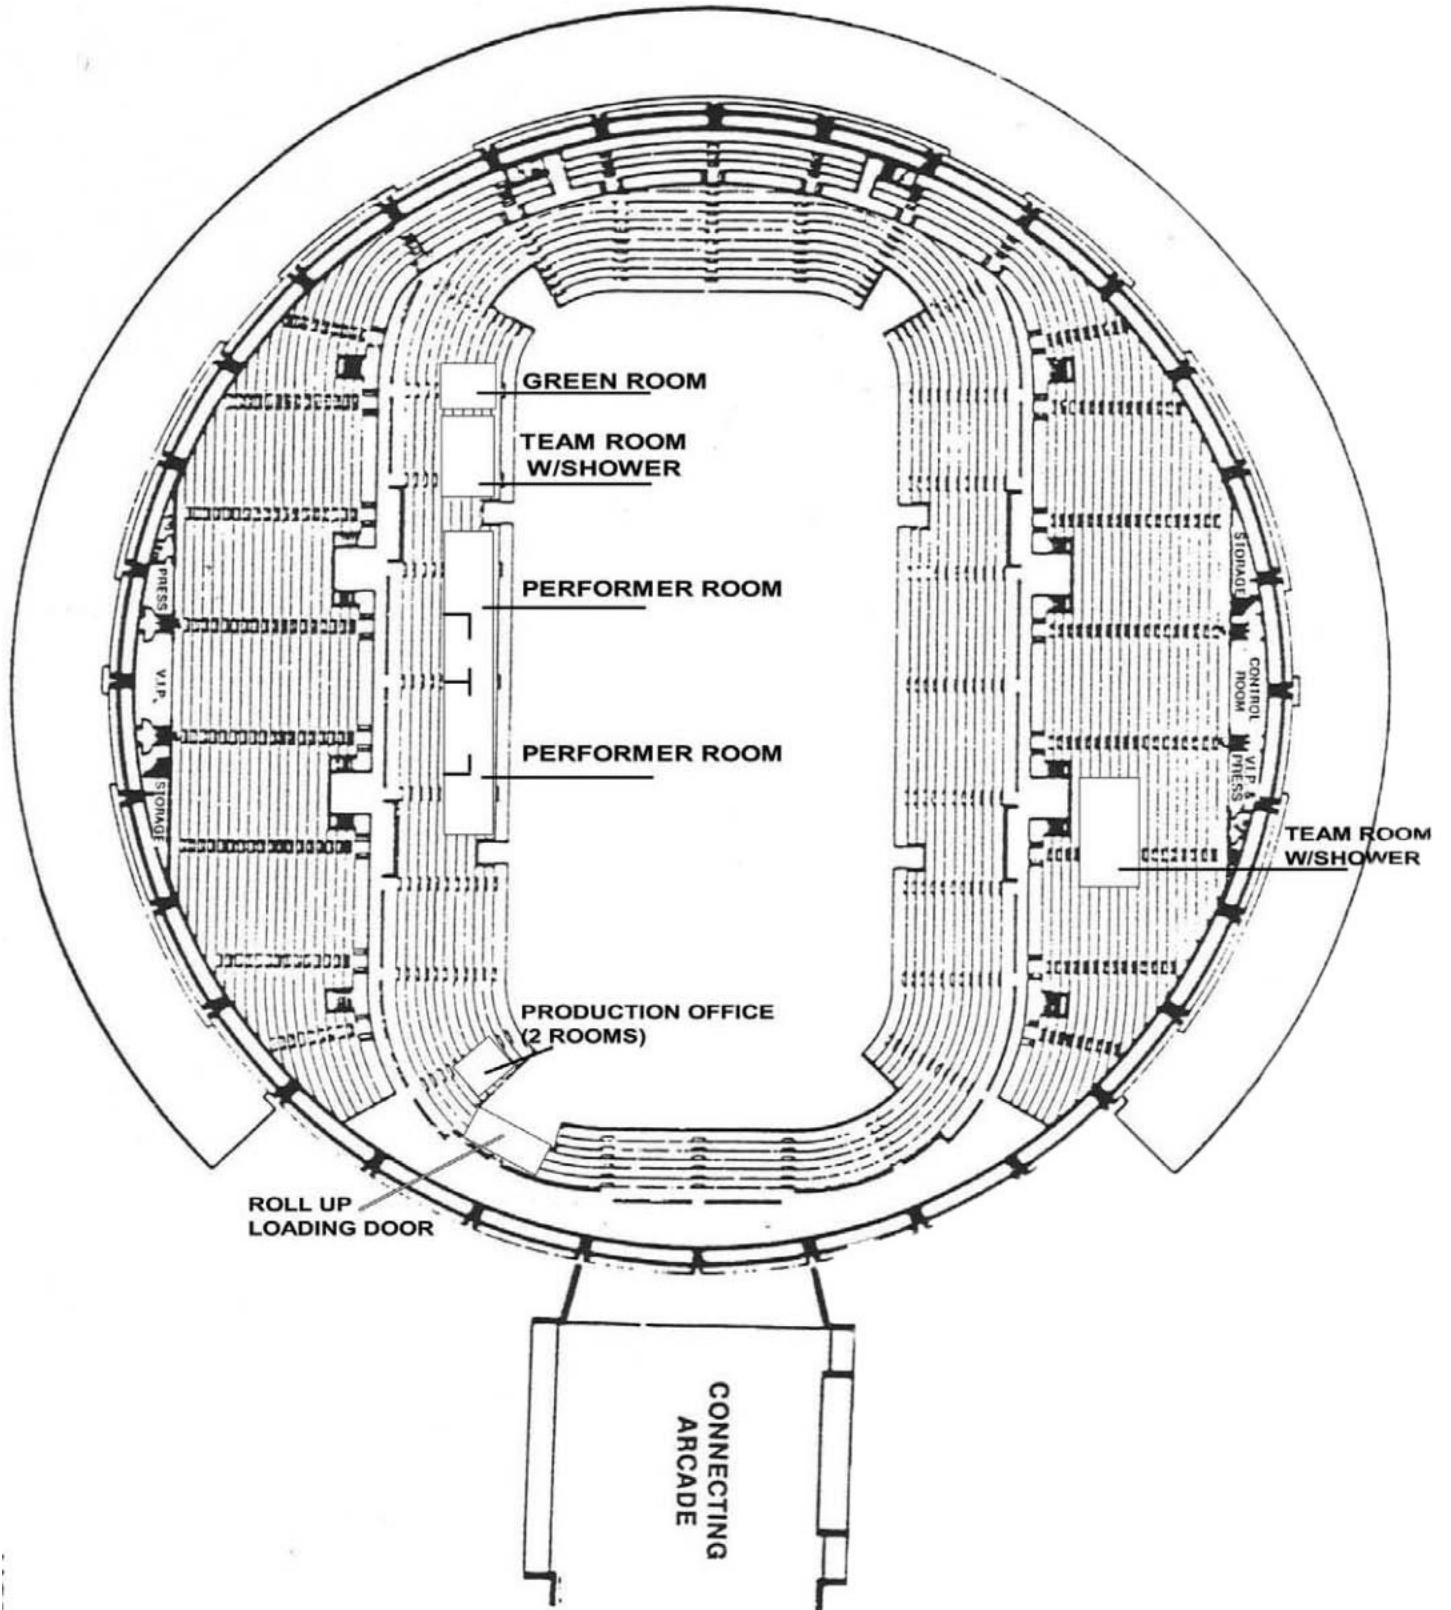 GREEN ROOM
TEAM ROOM
W/SHOWER
PERFORMER ROOM
PERFORMER ROOM
PRESS
V.I.P.
STORAGE
STORAGE
CONTROL
ROOM
V.I.P. &
PRESS
TEAM ROOM
W/SHOWER
PRODUCTION OFFICE
(2 ROOMS)
ROLL UP
LOADING DOOR
CONNECTING
ARCADE